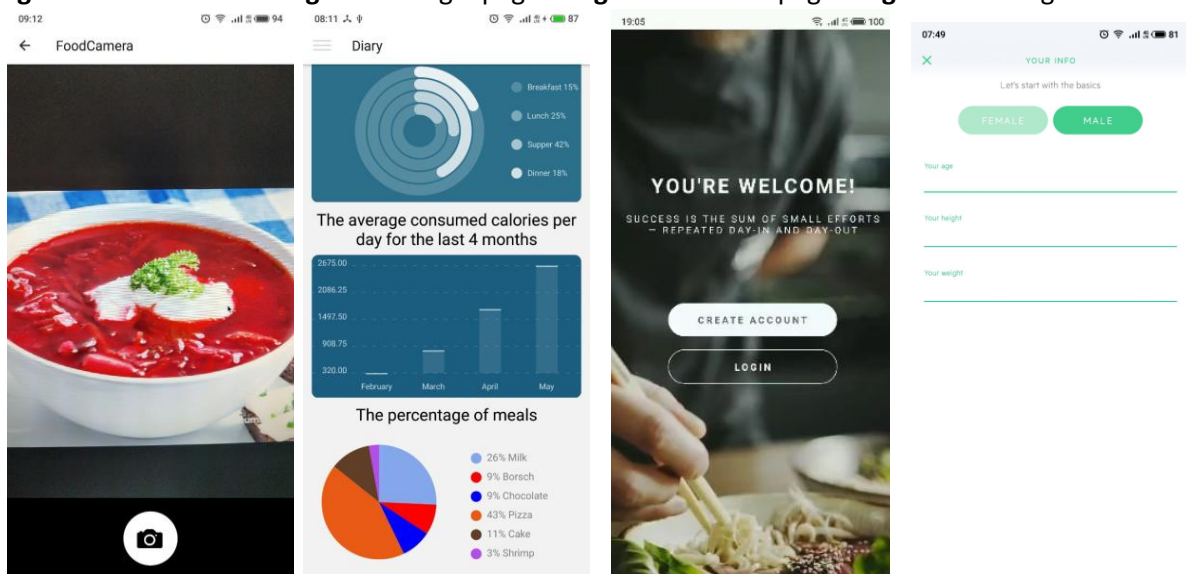 09:12
94
FoodCamera
08:11
87
Diary
Breakfast 15%
Lunch 25%
Supper 42%
Dinner 18%
The average consumed calories per
day for the last 4 months
2675.00
2086.25
1497.50
908.75
320.00
February March April May
The percentage of meals
26% Milk
9% Borsch
9% Chocolate
43% Pizza
11% Cake
3% Shrimp
19:05
100
YOU'RE WELCOME!
SUCCESS IS THE SUM OF SMALL EFFORTS
– REPEATED DAY-IN AND DAY-OUT
CREATE ACCOUNT
LOGIN
07:49
81
YOUR INFO
Let's start with the basics
FEMALE MALE
Your age
Your height
Your weight